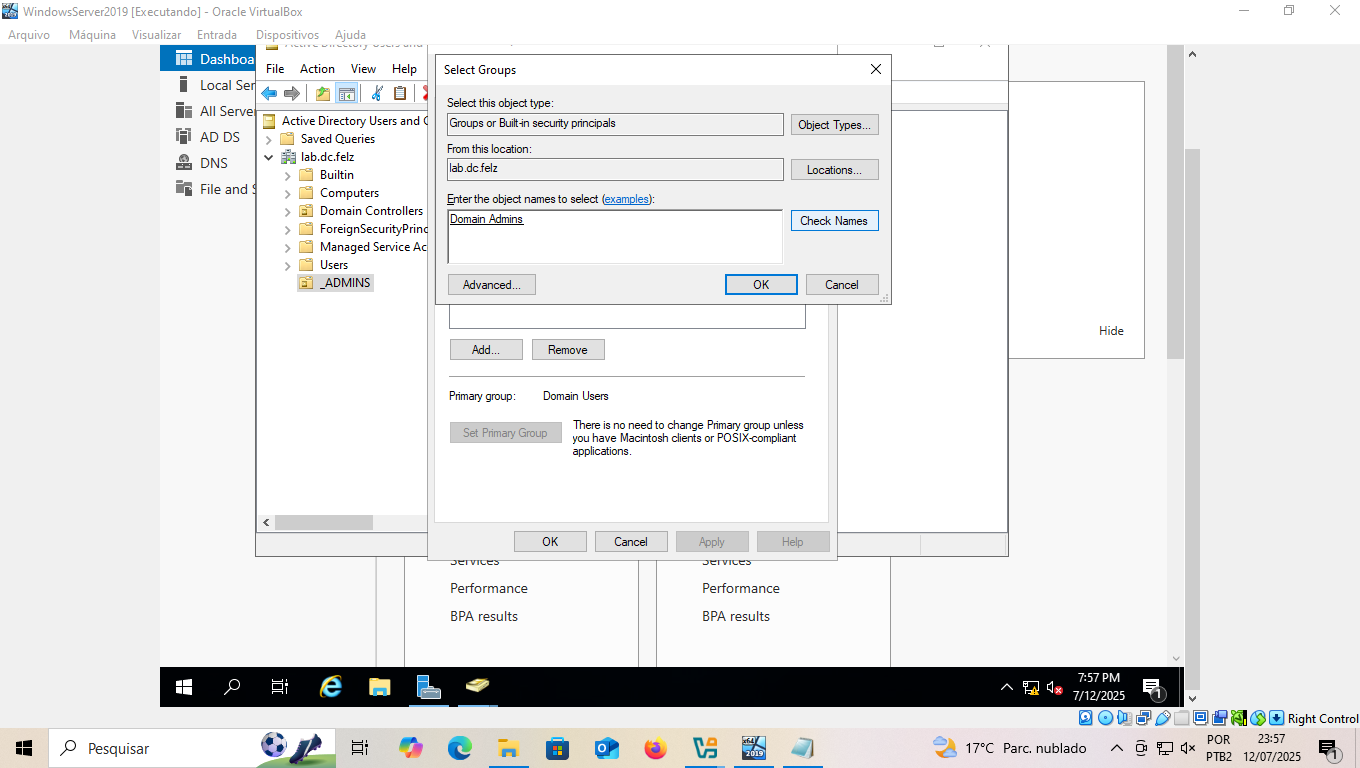 WindowsServer2019 [Executando] - Oracle VirtualBox
Arquivo Máquina Visualizar Entrada Dispositivos Ajuda
Dashboa
Local Ser
All Server
AD DS
DNS
File and S
Active Directory Users and
File Action View Help
Active Directory Users and C
Saved Queries
lab.dc.felz
Builtin
Computers
Domain Controllers
ForeignSecurityPrinc
Managed Service Ac
Users
_ADMINS
Select Groups
Select this object type:
Groups or Built-in security principals
Object Types...
From this location:
lab.dc.felz
Locations...
Enter the object names to select (examples):
Domain Admins
Check Names
Advanced...
OK
Cancel
Add...
Remove
Primary group: Domain Users
Set Primary Group
There is no need to change Primary group unless
you have Macintosh clients or POSIX-compliant
applications.
OK
Cancel
Apply
Help
Hide
Services
Performance
BPA results
Services
Performance
BPA results
7:57 PM
7/12/2025
1
Right Control
Pesquisar
x64
2019
17°C Parc. nublado
POR
PTB2
23:57
12/07/2025
1